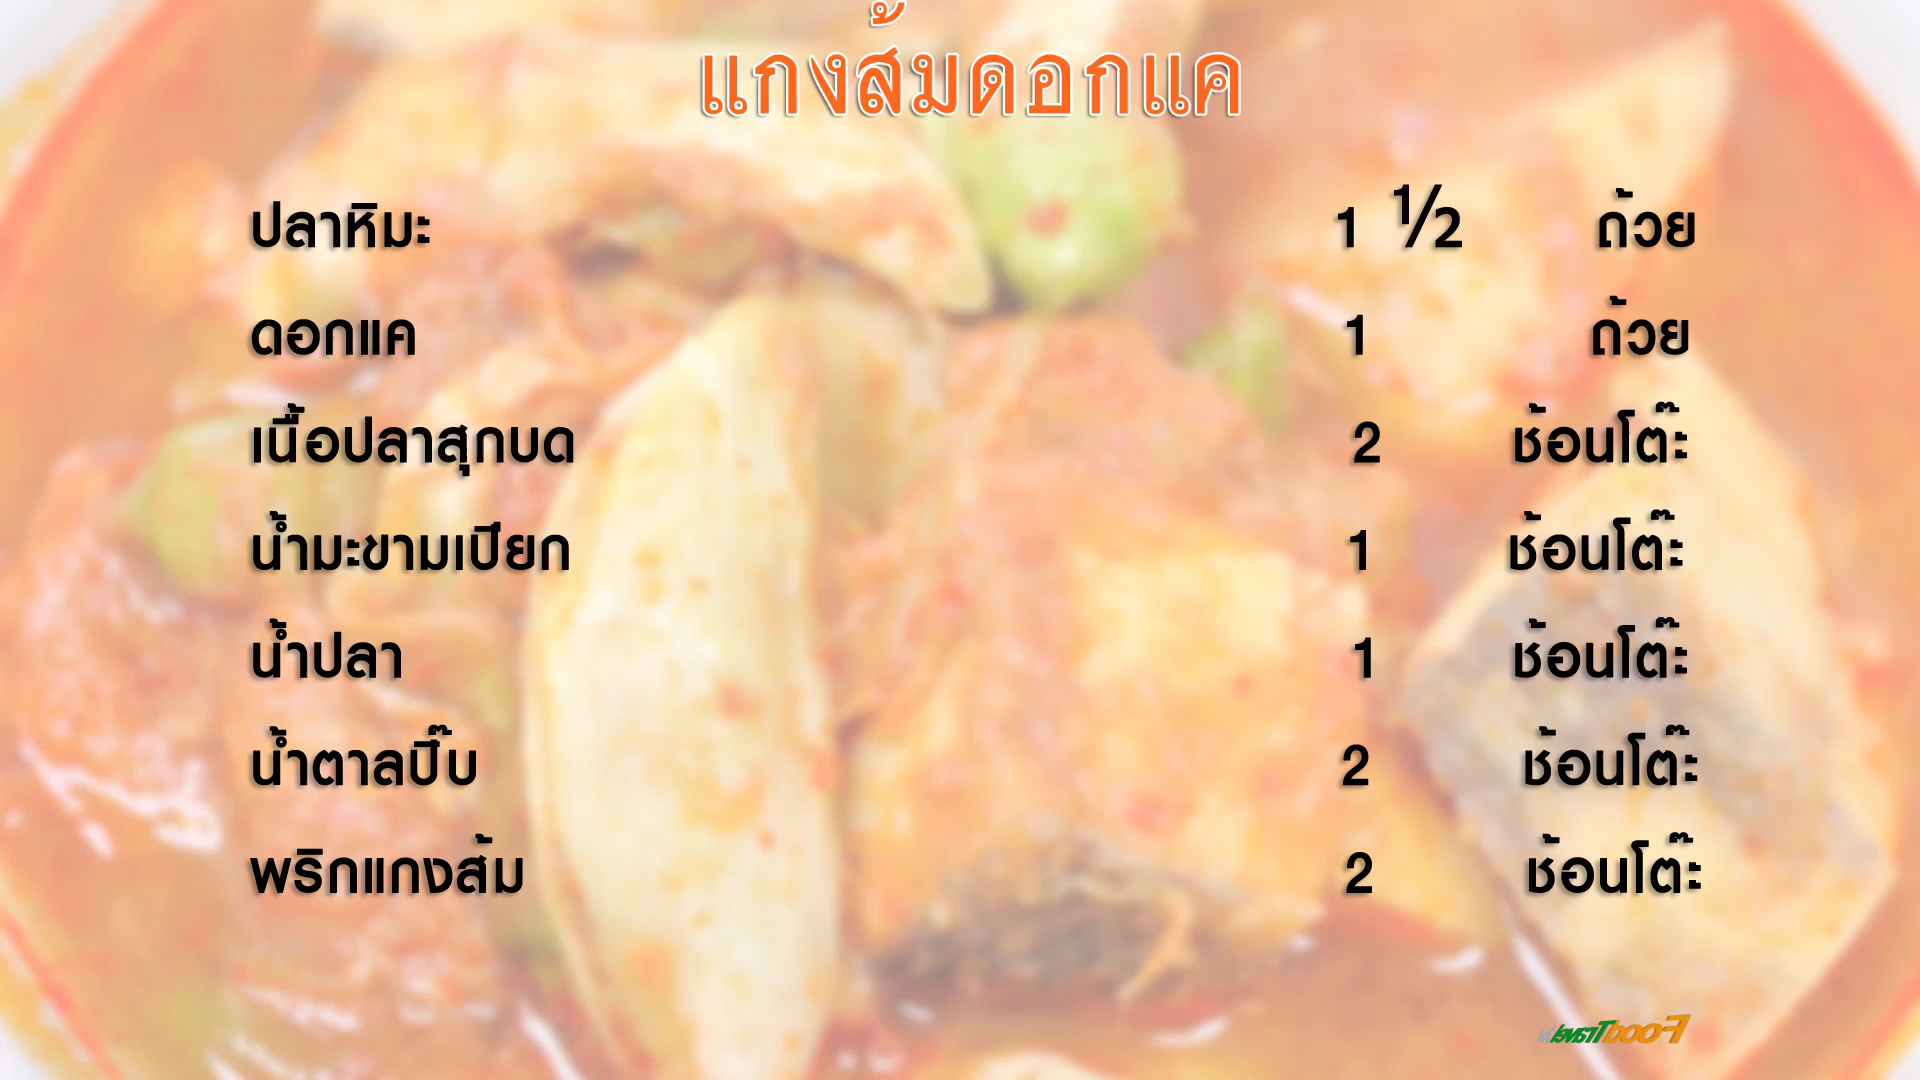 แกงส้มดอกแค
ปลาหิมะ 1 ½ ถ้วย
ดอกแค 1 ถ้วย
เนื้อปลาสุกบด 2 ช้อนโต๊ะ
น้ำมะขามเปียก 1 ช้อนโต๊ะ
น้ำปลา 1 ช้อนโต๊ะ
น้ำตาลปี๊บ 2 ช้อนโต๊ะ
พริกแกงส้ม 2 ช้อนโต๊ะ
FoodTravel